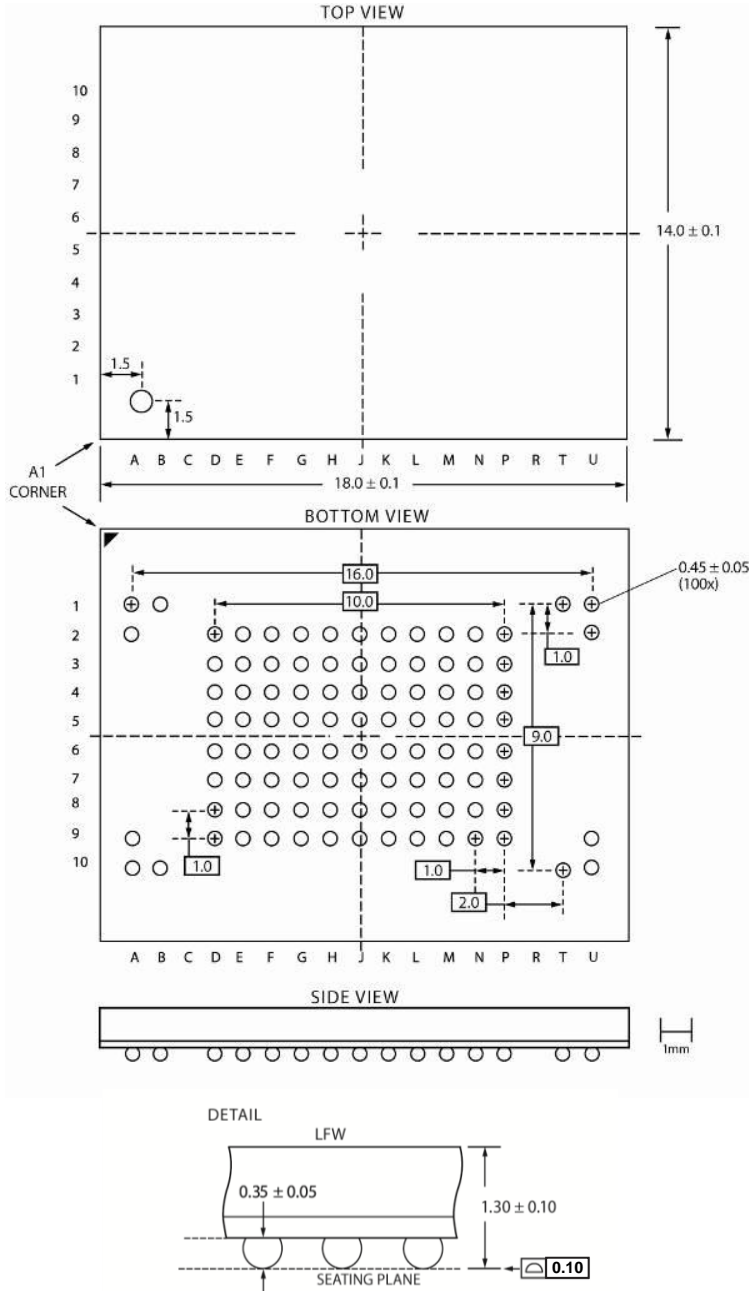 TOP VIEW
10
9
8
7
6
5
4
3
2
1
14.0 ± 0.1
1.5
1.5
A B C D E F G H J K L M N P R T U
A1
CORNER
18.0 ± 0.1
BOTTOM VIEW
16.0
0.45 ± 0.05
(100x)
10.0
1
2
3
4
5
6
7
8
9
10
1.0
9.0
1.0
1.0
2.0
A B C D E F G H J K L M N P R T U
SIDE VIEW
1mm
DETAIL
LFW
0.35 ± 0.05
1.30 ± 0.10
0.10
SEATING PLANE